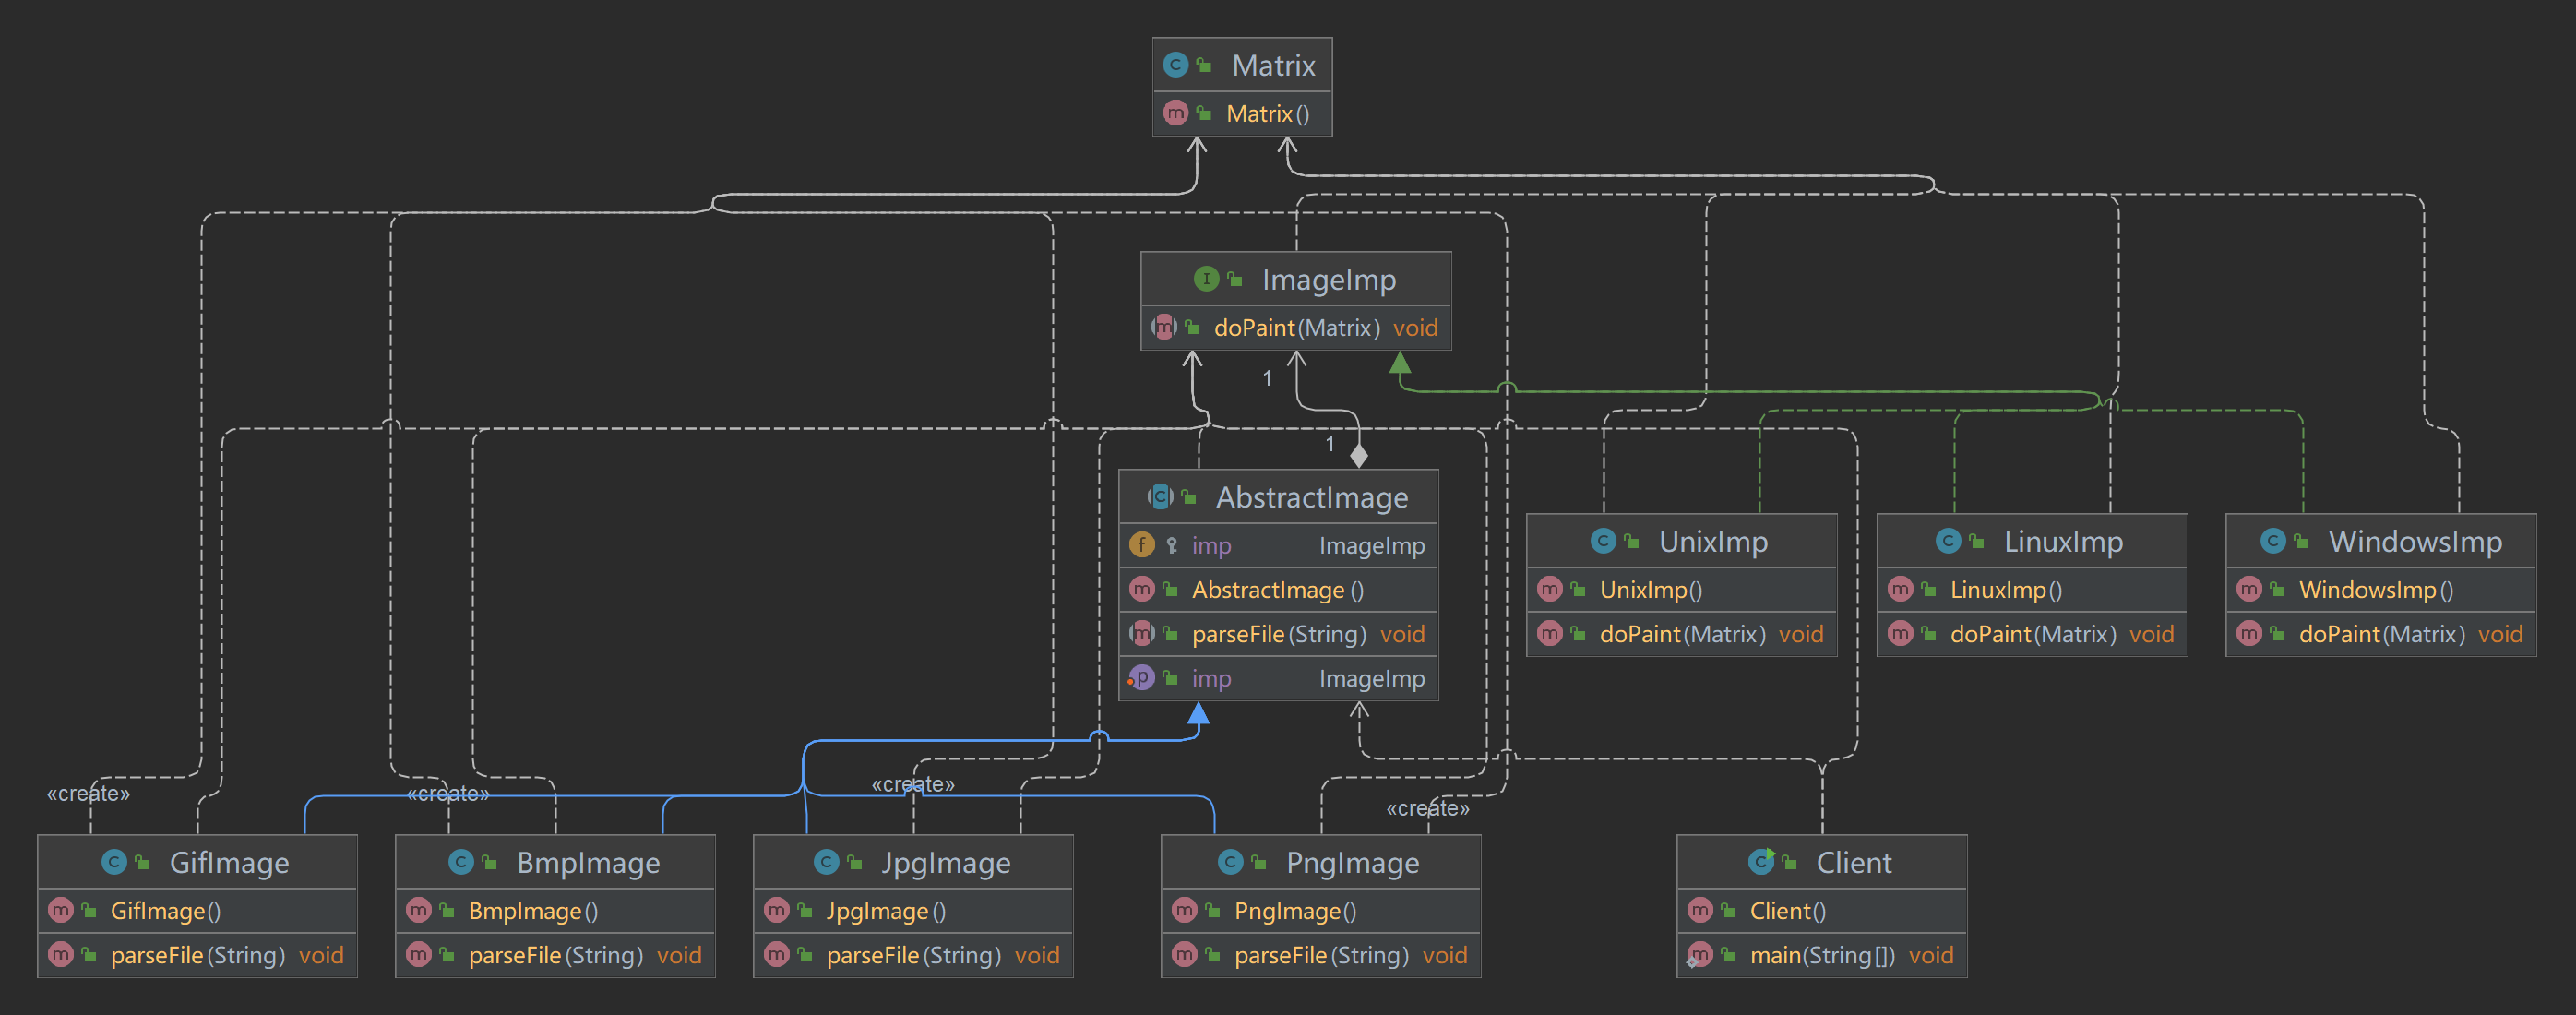 Matrix
Matrix()
ImageImp
doPaint(Matrix) void
1
1
AbstractImage
imp ImageImp
AbstractImage()
parseFile(String) void
imp ImageImp
UnixImp
UnixImp()
doPaint(Matrix) void
LinuxImp
LinuxImp()
doPaint(Matrix) void
WindowsImp
WindowsImp()
doPaint(Matrix) void
«create»
«create»
«create»
«create»
GifImage
GifImage()
parseFile(String) void
BmpImage
BmpImage()
parseFile(String) void
JpgImage
JpgImage()
parseFile(String) void
PngImage
PngImage()
parseFile(String) void
Client
Client()
main(String[]) void